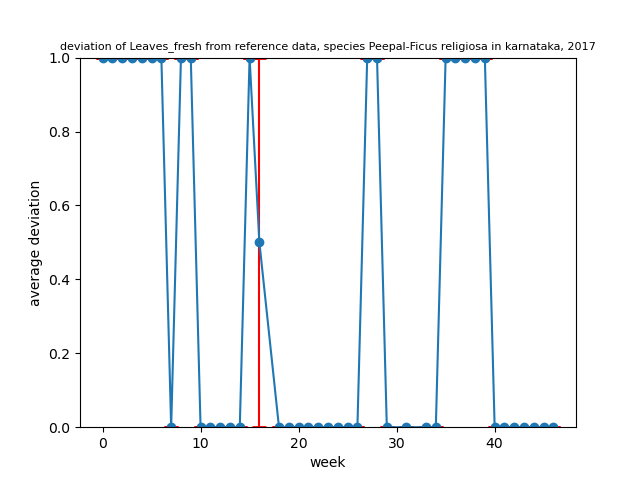 deviation of Leaves_fresh from reference data, species Peepal-Ficus religiosa in karnataka, 2017
1.0
0.8
0.6
0.4
0.2
0.0
average deviation
0 10 20 30 40
week